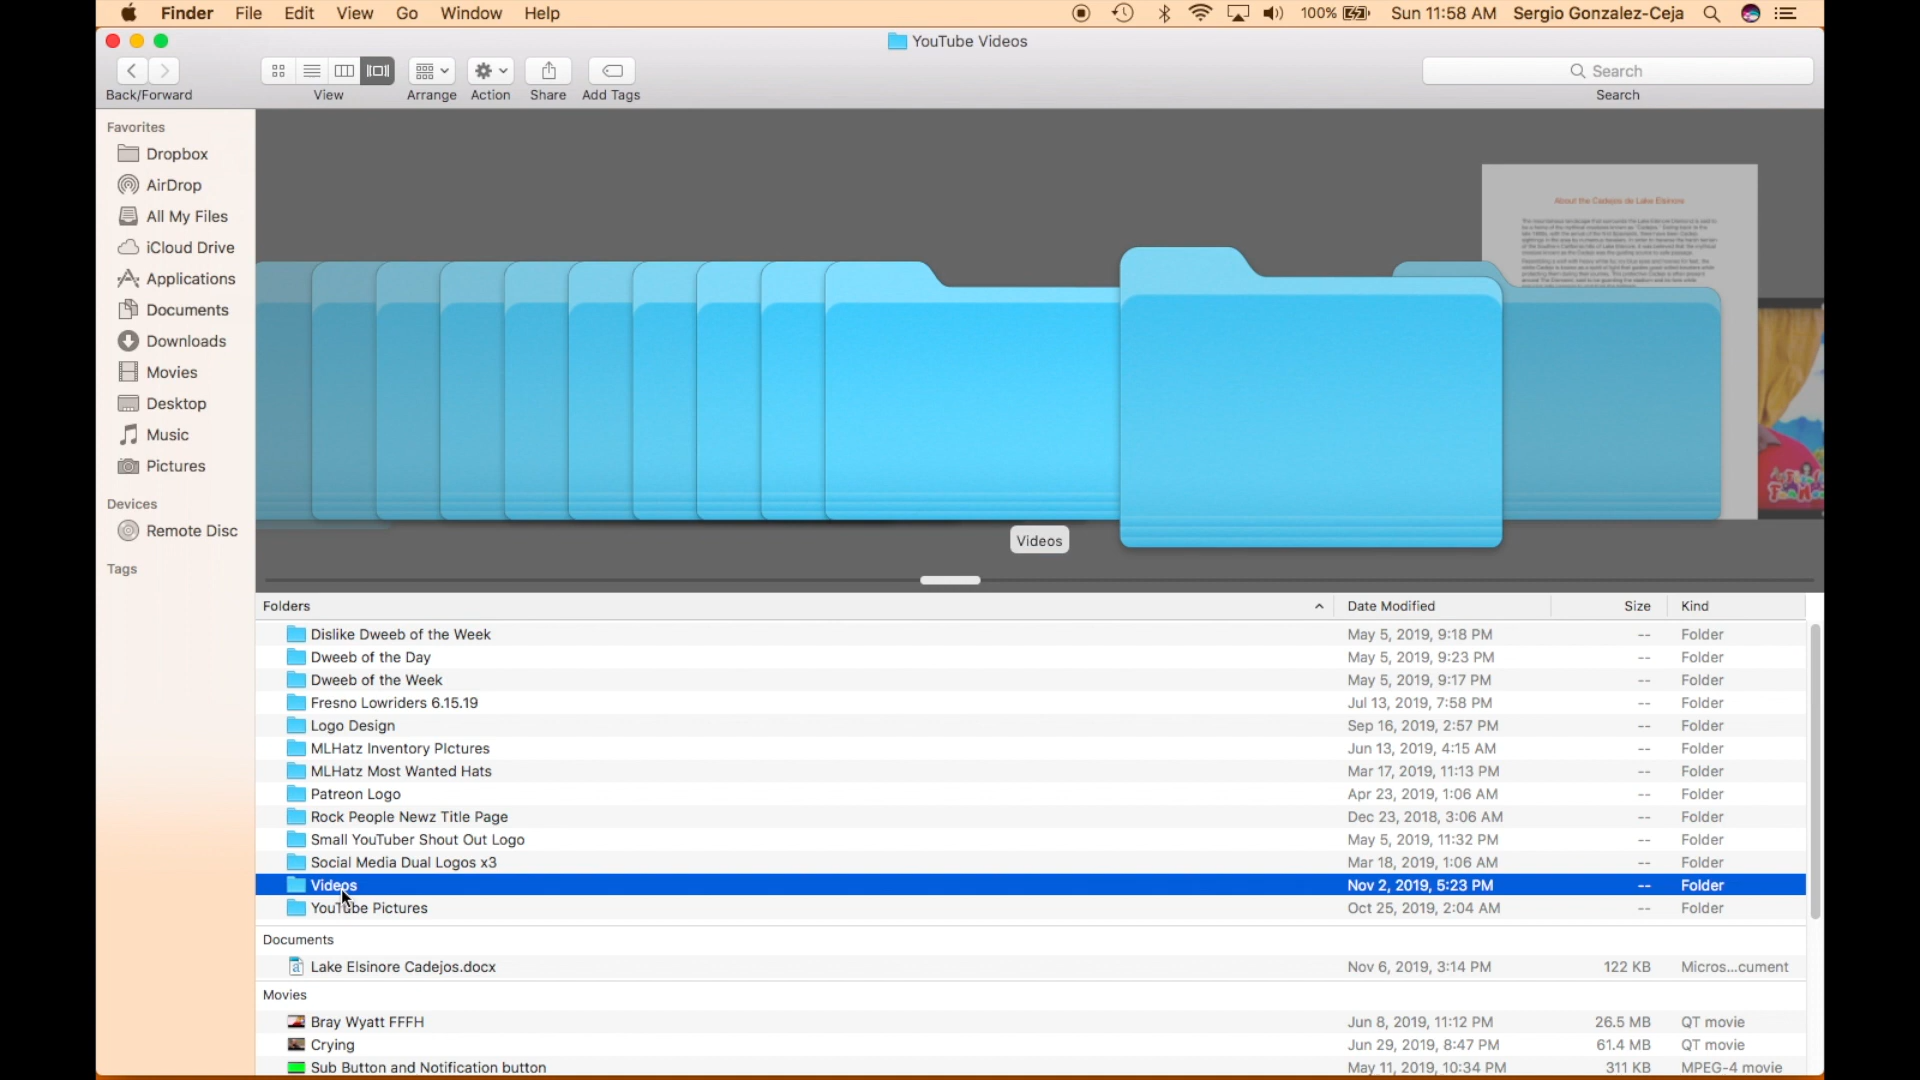 Finder File Edit View Go Window Help 100% Sun 11:58 AM Sergio Gonzalez-Ceja
YouTube Videos
Search
Back/Forward View Arrange Action Share Add Tags Search
Favorites
Dropbox
AirDrop
All My Files
iCloud Drive
Applications
Documents
Downloads
Movies
Desktop
Music
Pictures
Devices
Remote Disc
Tags
About the Cadejos de Lake Elsinore
Videos
Folders Date Modified Size Kind
Dislike Dweeb of the Week May 5, 2019, 9:18 PM -- Folder
Dweeb of the Day May 5, 2019, 9:23 PM -- Folder
Dweeb of the Week May 5, 2019, 9:17 PM -- Folder
Fresno Lowriders 6.15.19 Jul 13, 2019, 7:58 PM -- Folder
Logo Design Sep 16, 2019, 2:57 PM -- Folder
MLHatz Inventory PIctures Jun 13, 2019, 4:15 AM -- Folder
MLHatz Most Wanted Hats Mar 17, 2019, 11:13 PM -- Folder
Patreon Logo Apr 23, 2019, 1:06 AM -- Folder
Rock People Newz Title Page Dec 23, 2018, 3:06 AM -- Folder
Small YouTuber Shout Out Logo May 5, 2019, 11:32 PM -- Folder
Social Media Dual Logos x3 Mar 18, 2019, 1:06 AM -- Folder
Videos Nov 2, 2019, 5:23 PM -- Folder
YouTube Pictures Oct 25, 2019, 2:04 AM -- Folder
Documents
Lake Elsinore Cadejos.docx Nov 6, 2019, 3:14 PM 122 KB Micros...cument
Movies
Bray Wyatt FFFH Jun 8, 2019, 11:12 PM 26.5 MB QT movie
Crying Jun 29, 2019, 8:47 PM 61.4 MB QT movie
Sub Button and Notification button May 11, 2019, 10:34 PM 311 KB MPEG-4 movie